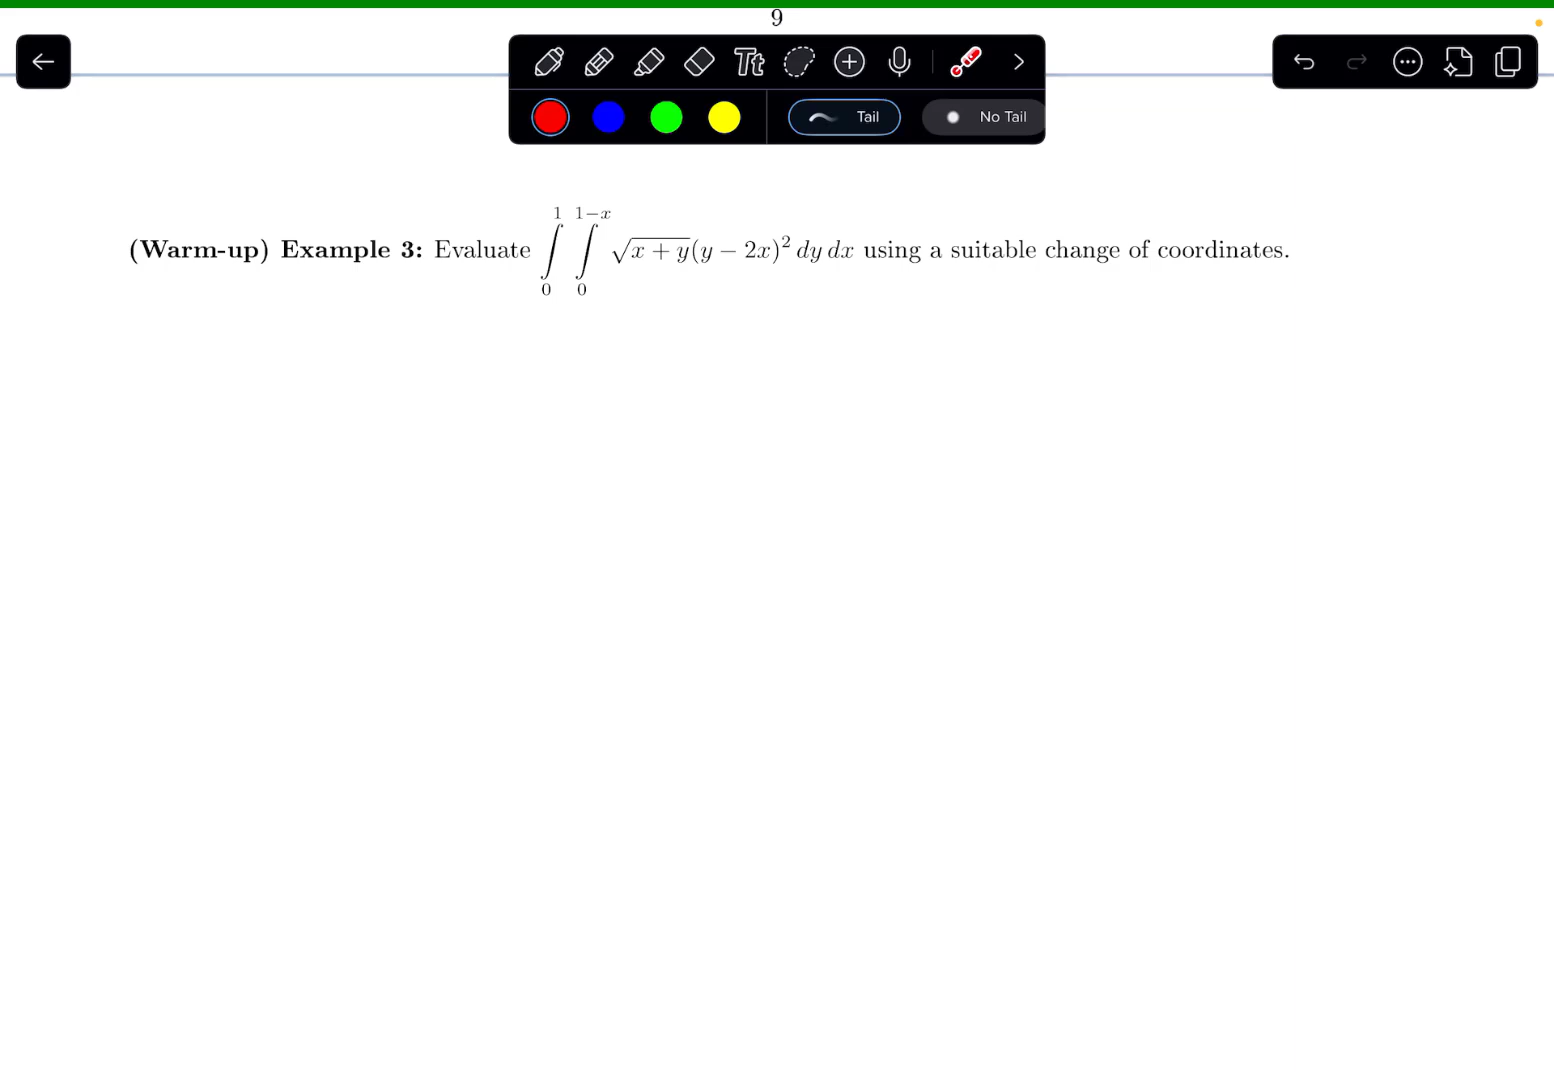 9
Tail No Tail
(Warm-up) Example 3: Evaluate ∫₀¹ ∫₀^{1−x} √(x + y)(y − 2x)² dy dx using a suitable change of coordinates.